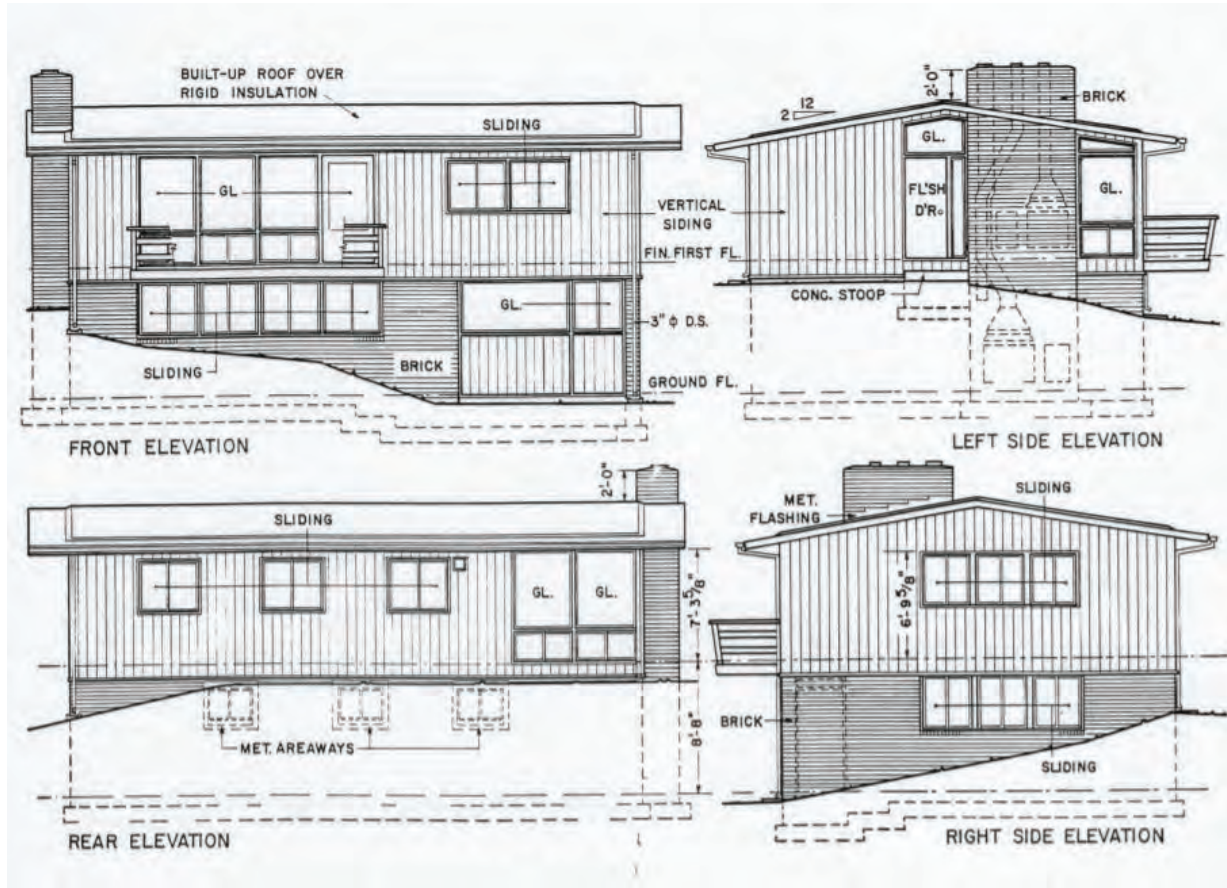 BUILT-UP ROOF OVER
RIGID INSULATION
SLIDING
GL
VERTICAL
SIDING
FIN. FIRST FL.
GL.
3" ϕ D.S.
SLIDING
BRICK
GROUND FL.
FRONT ELEVATION
2'-0"
12
2
BRICK
GL.
FL'SH
D'R.
GL.
CONC. STOOP
LEFT SIDE ELEVATION
2'-0"
SLIDING
GL.
GL.
7'-3 5/8"
MET. AREAWAYS
8'-8"
REAR ELEVATION
MET.
FLASHING
SLIDING
6'-9 5/8"
BRICK
SLIDING
RIGHT SIDE ELEVATION